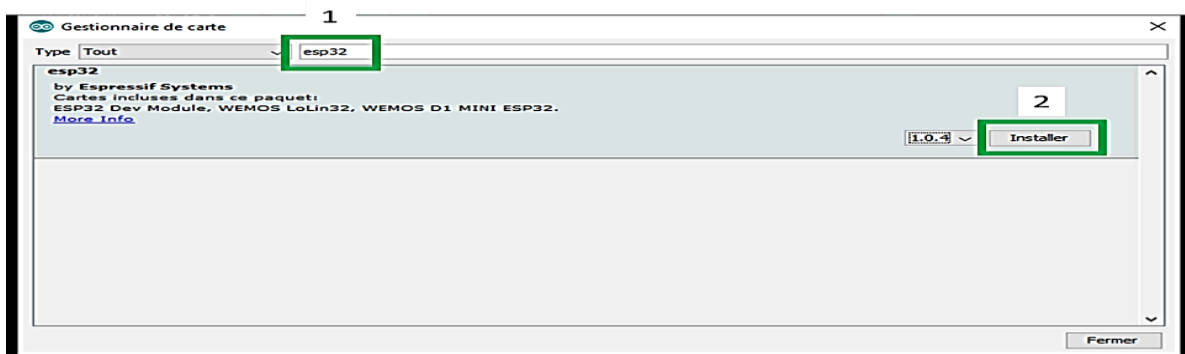 1
Gestionnaire de carte
Type Tout esp32
esp32
by Espressif Systems
Cartes incluses dans ce paquet:
ESP32 Dev Module, WEMOS LoLin32, WEMOS D1 MINI ESP32.
More Info
2
1.0.4 Installer
Fermer